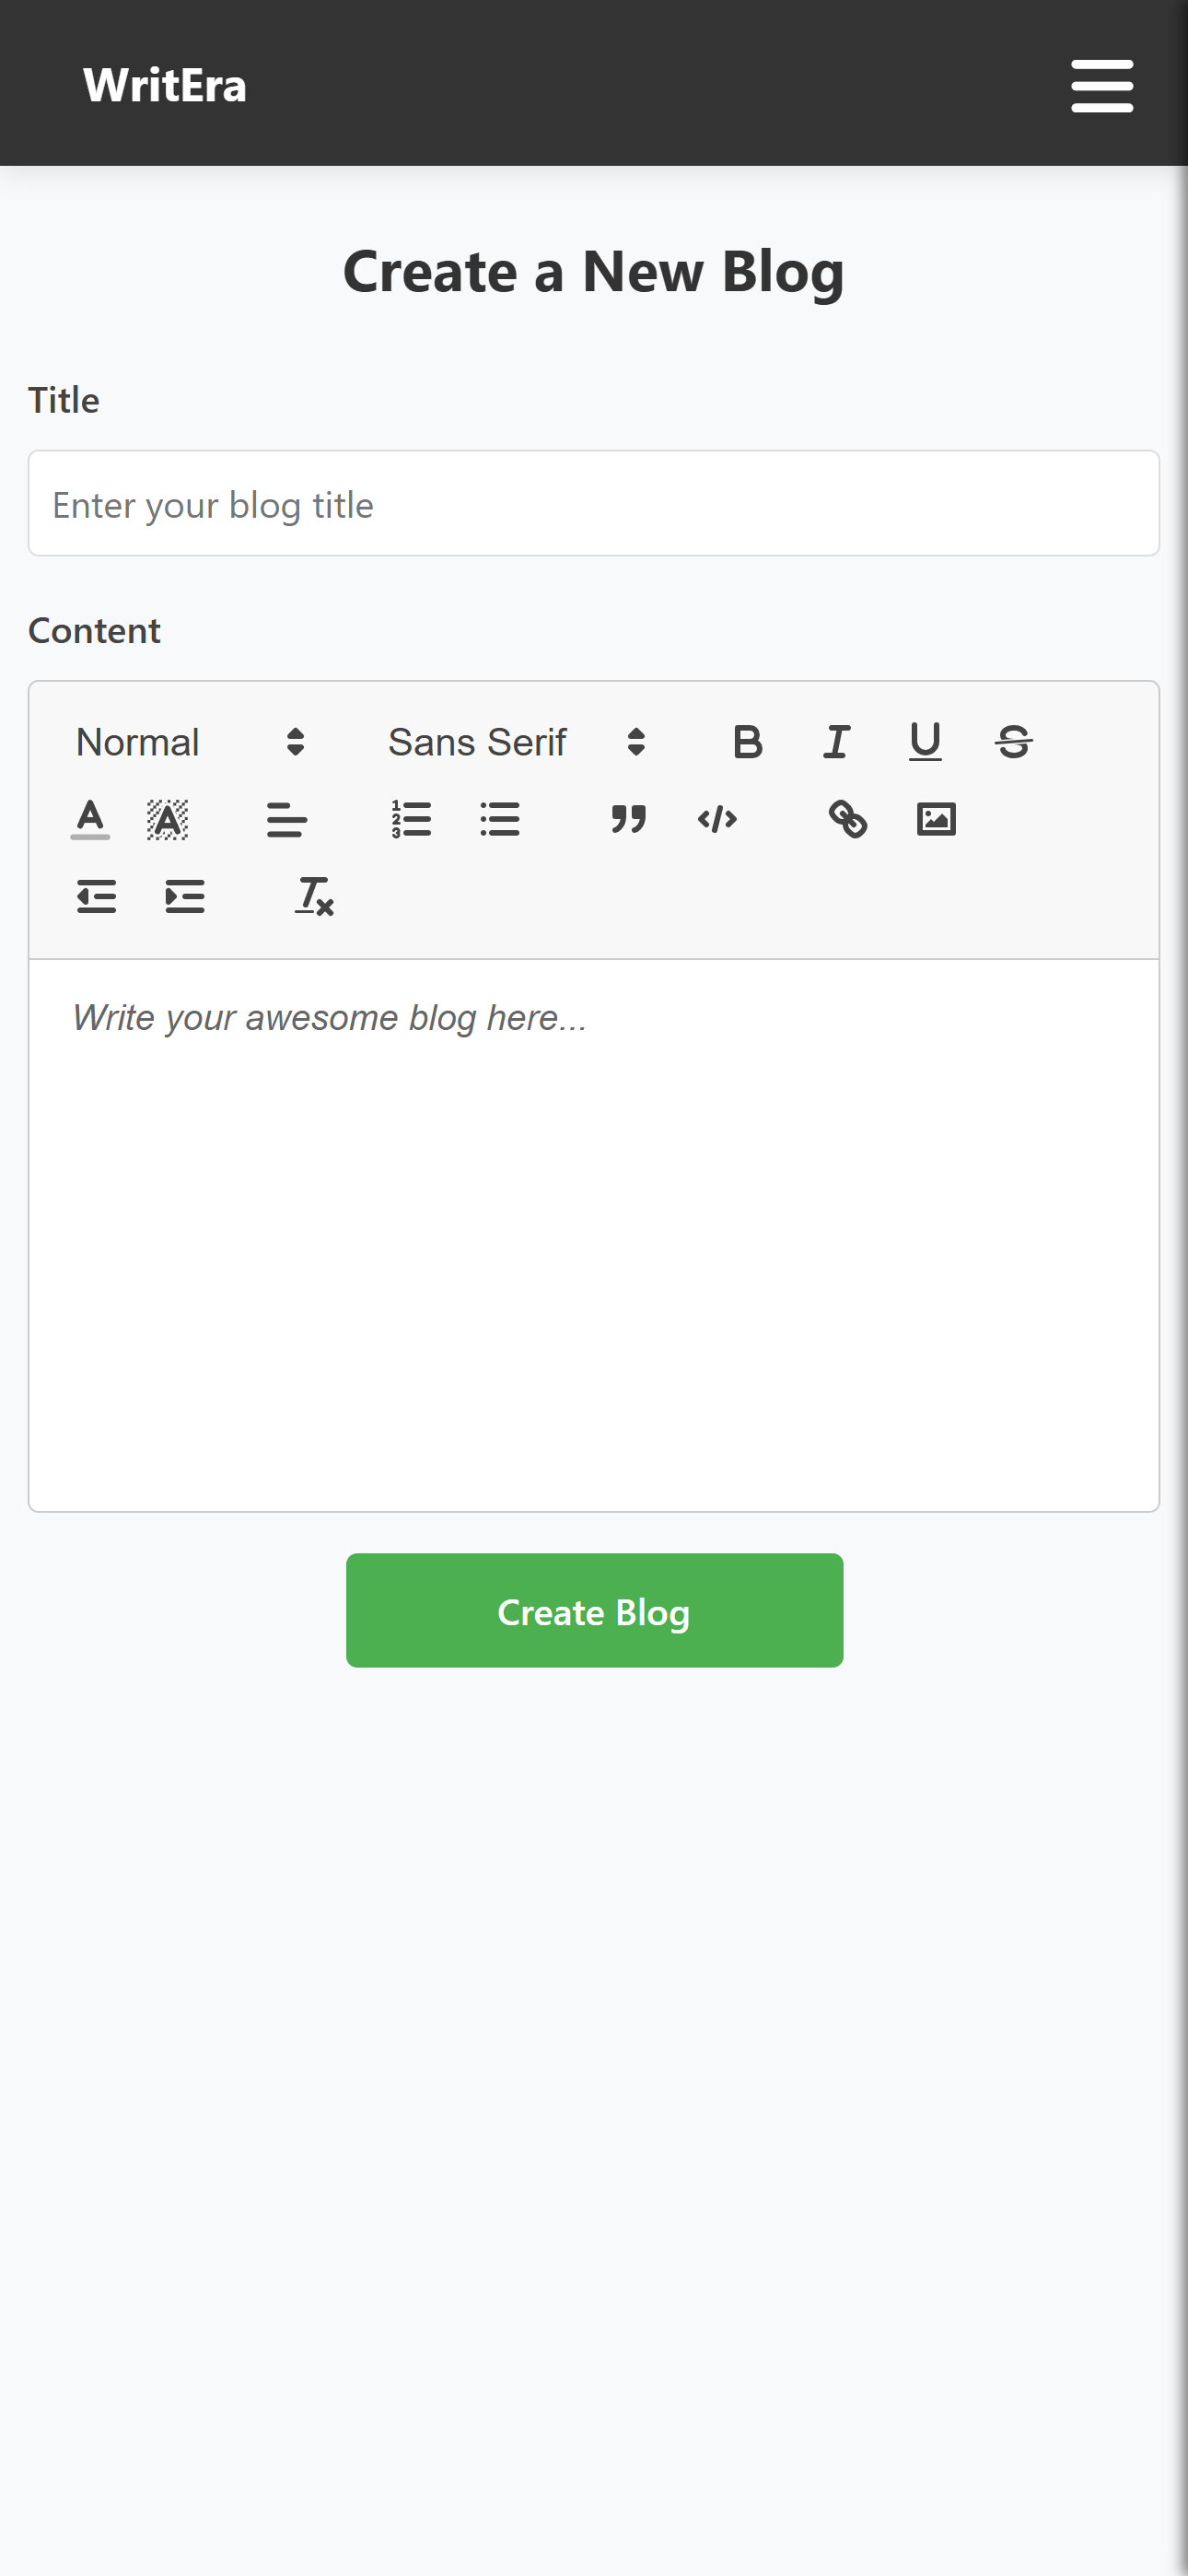 WritEra
Create a New Blog
Title
Enter your blog title
Content
Normal Sans Serif
Write your awesome blog here...
Create Blog